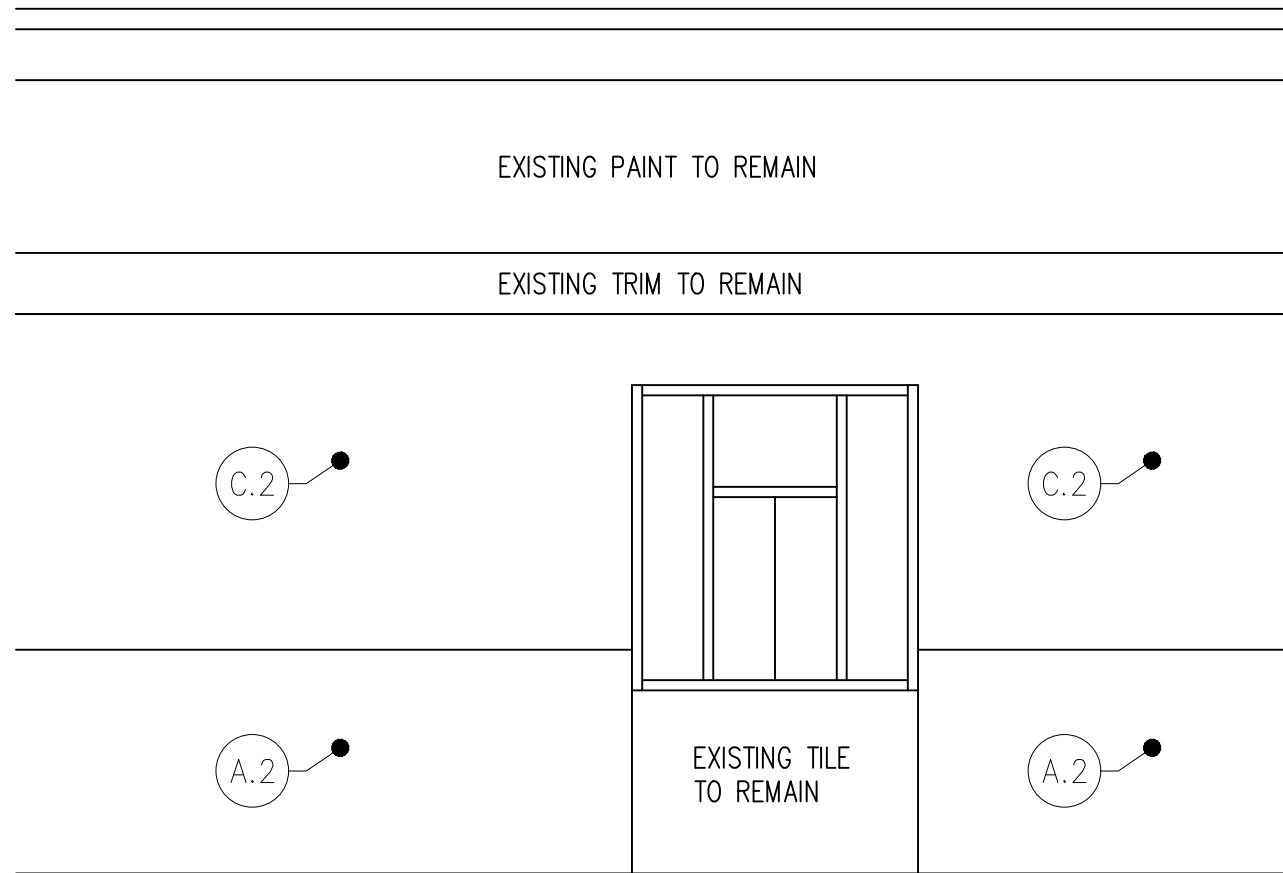 EXISTING PAINT TO REMAIN
EXISTING TRIM TO REMAIN
C.2
C.2
A.2
EXISTING TILE
TO REMAIN
A.2